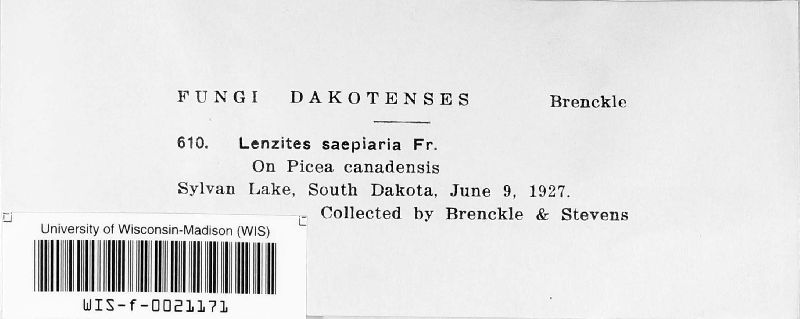 FUNGI DAKOTENSES Brenckle
610. Lenzites saepiaria Fr.
On Picea canadensis
Sylvan Lake, South Dakota, June 9, 1927.
Collected by Brenckle & Stevens
University of Wisconsin-Madison (WIS)
WIS-f-0021171